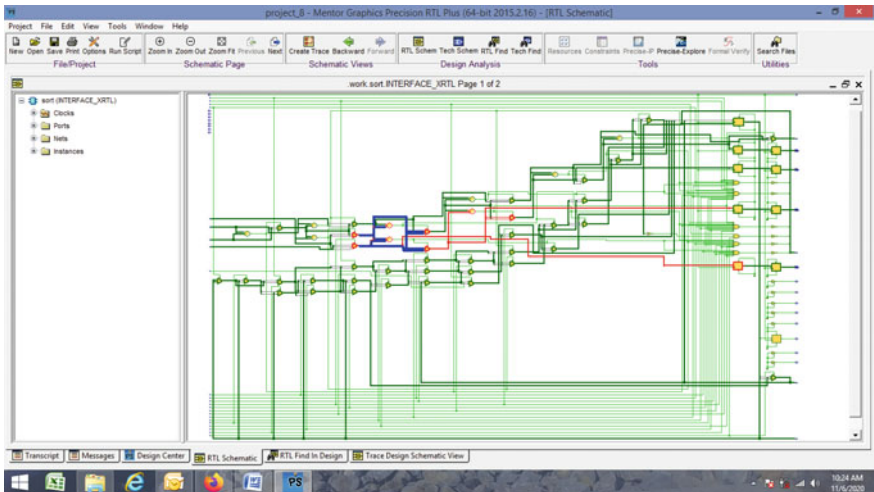 project_8 - Mentor Graphics Precision RTL Plus (64-bit 2015.2.16) - [RTL Schematic]
Project File Edit View Tools Window Help
New Open Save Print Options Run Script Zoom In Zoom Out Zoom Fit Previous Next Create Trace Backward Forward RTL Schem Tech Schem RTL Find Tech Find Resources Constraints Precise-IP Precise-Explore Formal Verify Search Files
File/Project Schematic Page Schematic Views Design Analysis Tools Utilities
.work.sort.INTERFACE_XRTL Page 1 of 2
sort (INTERFACE_XRTL)
Clocks
Ports
Nets
Instances
Transcript Messages Design Center RTL Schematic RTL Find In Design Trace Design Schematic View
PS
10:24 AM
11/6/2020